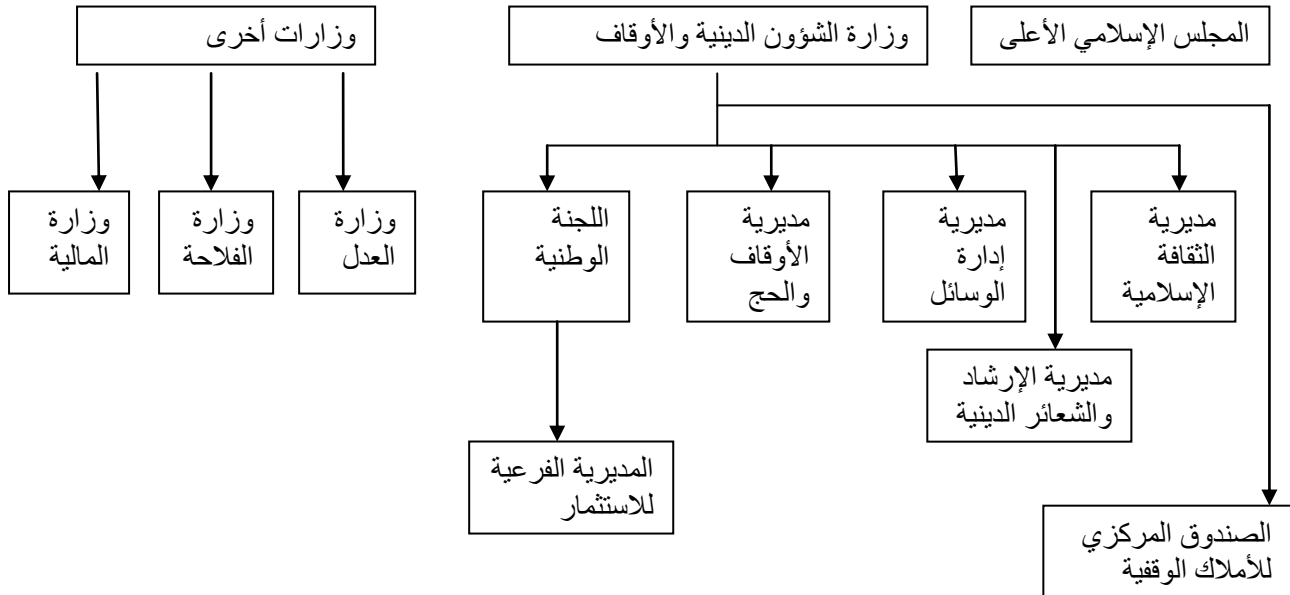 المجلس الإسلامي الأعلى
وزارة الشؤون الدينية والأوقاف
وزارات أخرى
مديرية
الثقافة
الإسلامية
مديرية
إدارة
الوسائل
مديرية
الأوقاف
والحج
اللجنة
الوطنية
وزارة
العدل
وزارة
الفلاحة
وزارة
المالية
مديرية الإرشاد
والشعائر الدينية
المديرية الفرعية
للاستثمار
الصندوق المركزي
للأملاك الوقفية